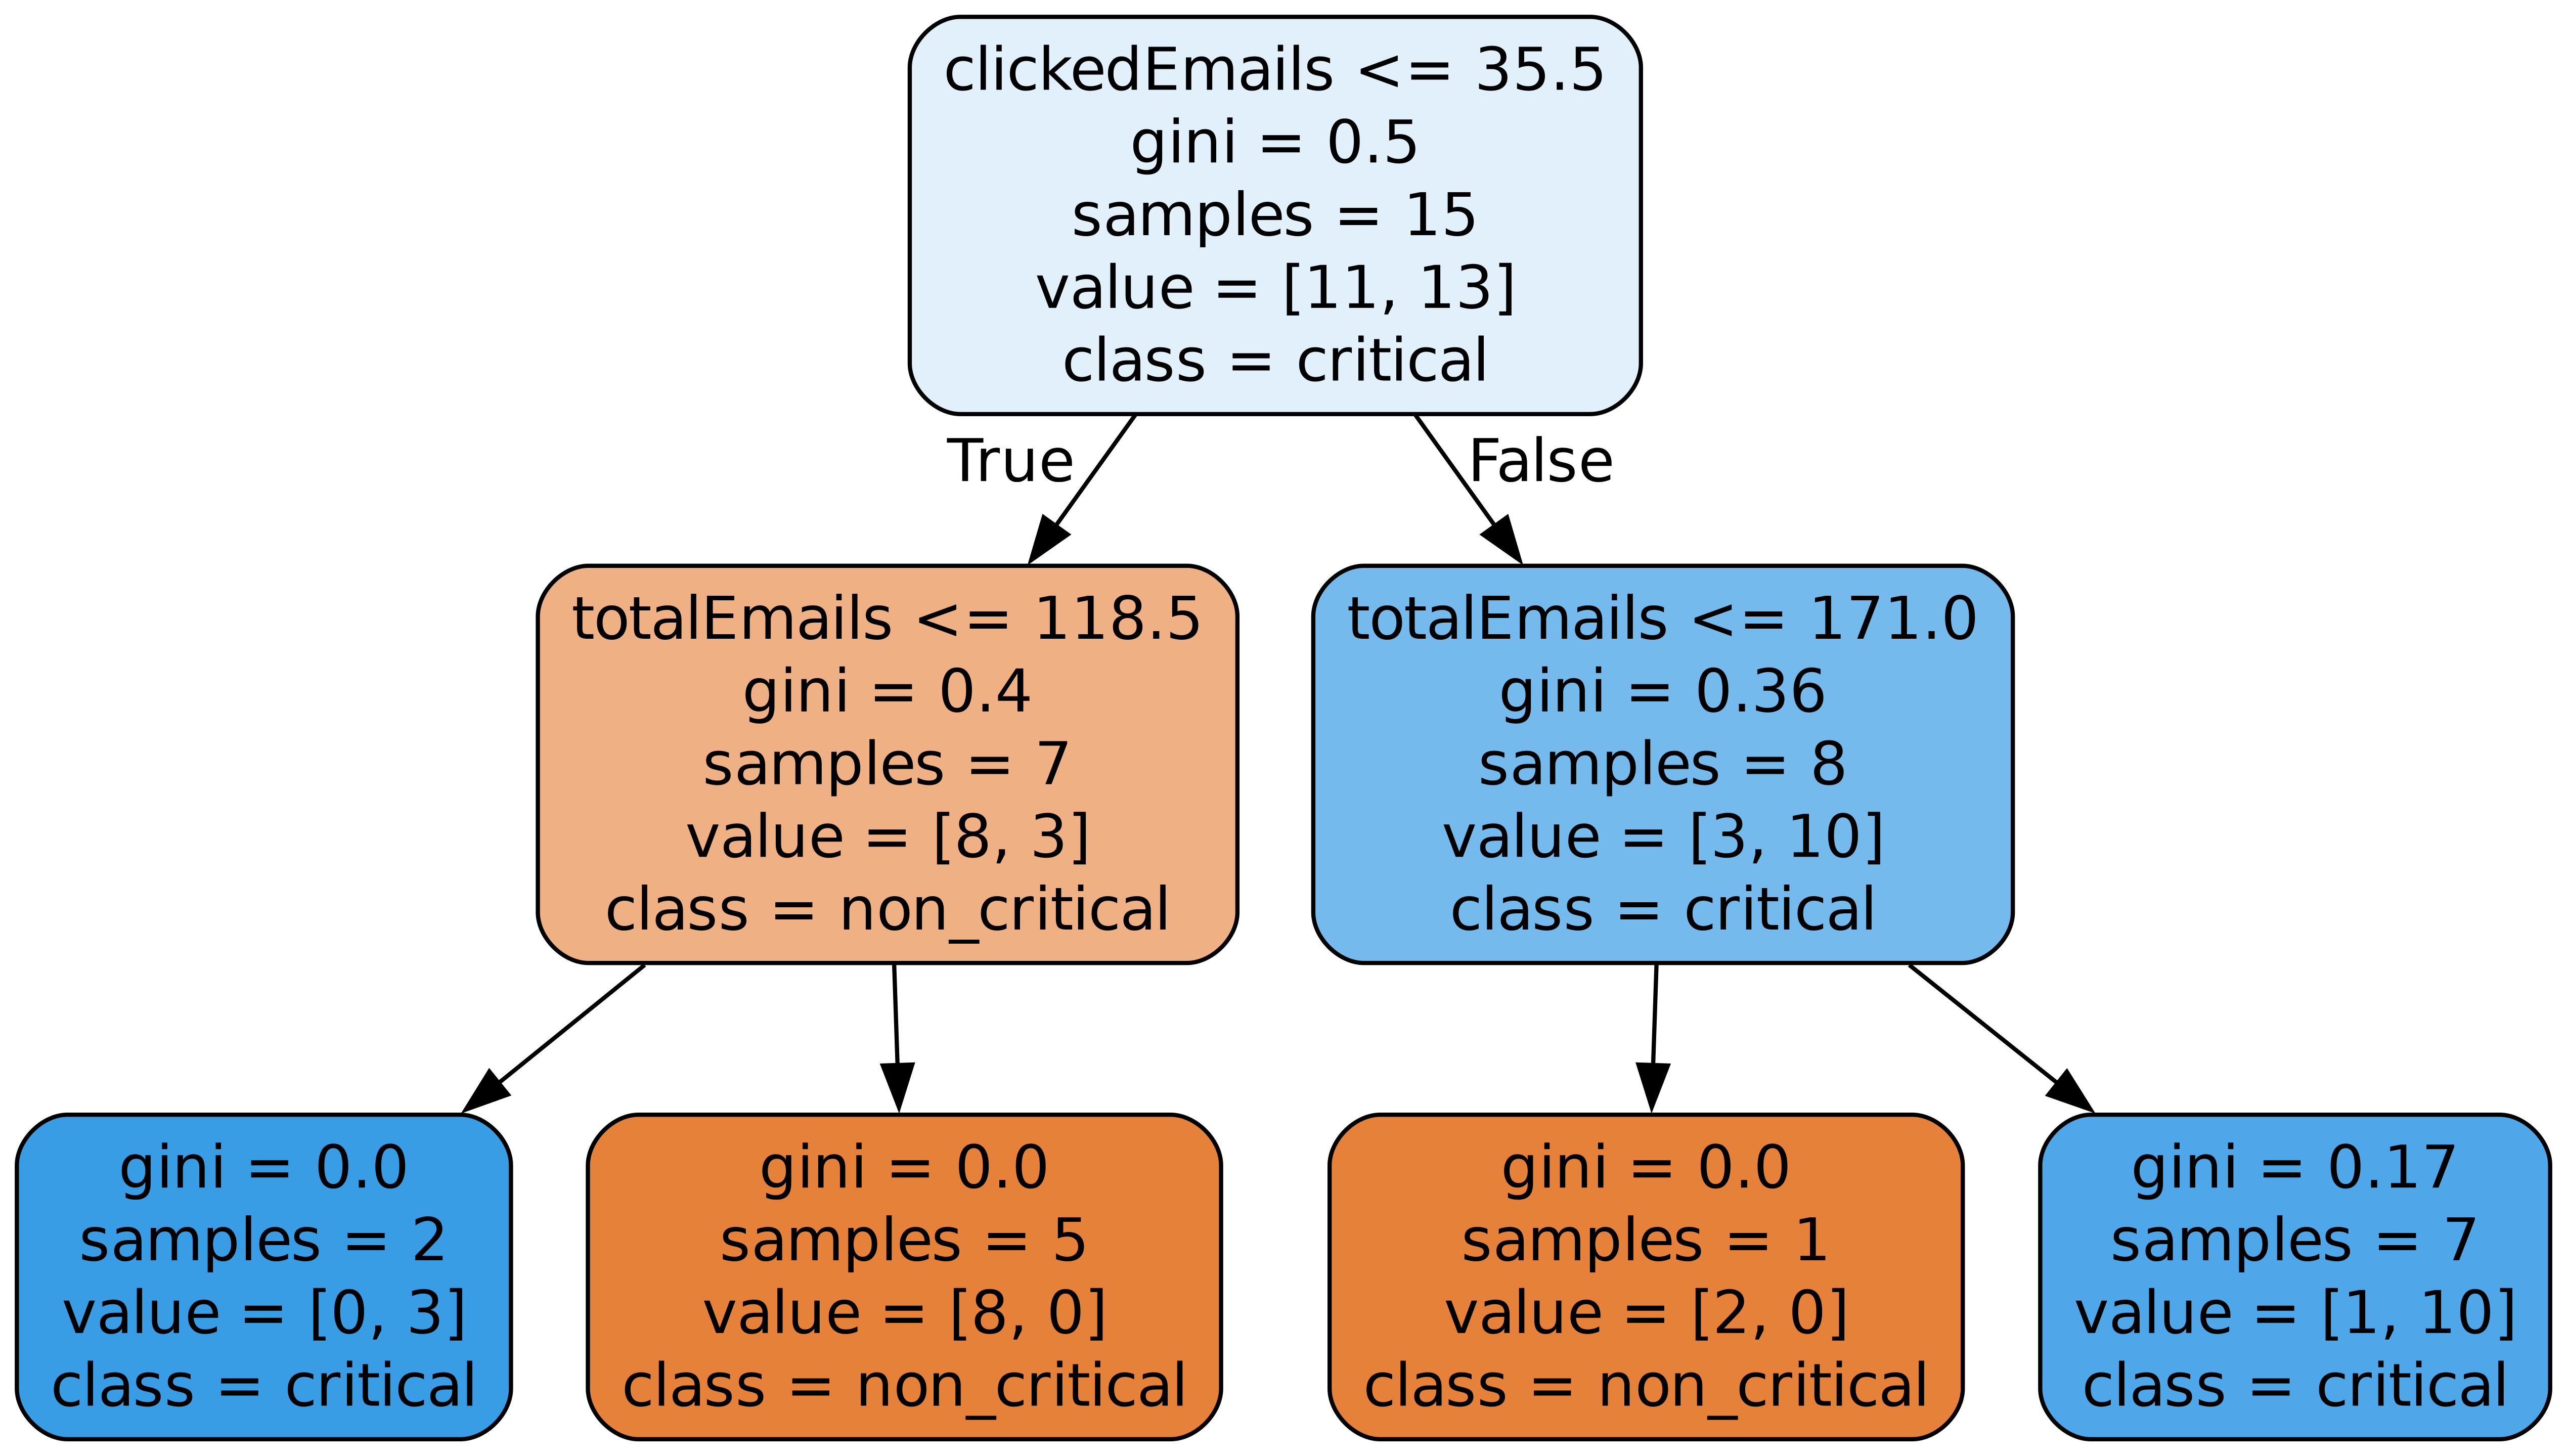 clickedEmails <= 35.5
gini = 0.5
samples = 15
value = [11, 13]
class = critical
True
False
totalEmails <= 118.5
gini = 0.4
samples = 7
value = [8, 3]
class = non_critical
totalEmails <= 171.0
gini = 0.36
samples = 8
value = [3, 10]
class = critical
gini = 0.0
samples = 2
value = [0, 3]
class = critical
gini = 0.0
samples = 5
value = [8, 0]
class = non_critical
gini = 0.0
samples = 1
value = [2, 0]
class = non_critical
gini = 0.17
samples = 7
value = [1, 10]
class = critical